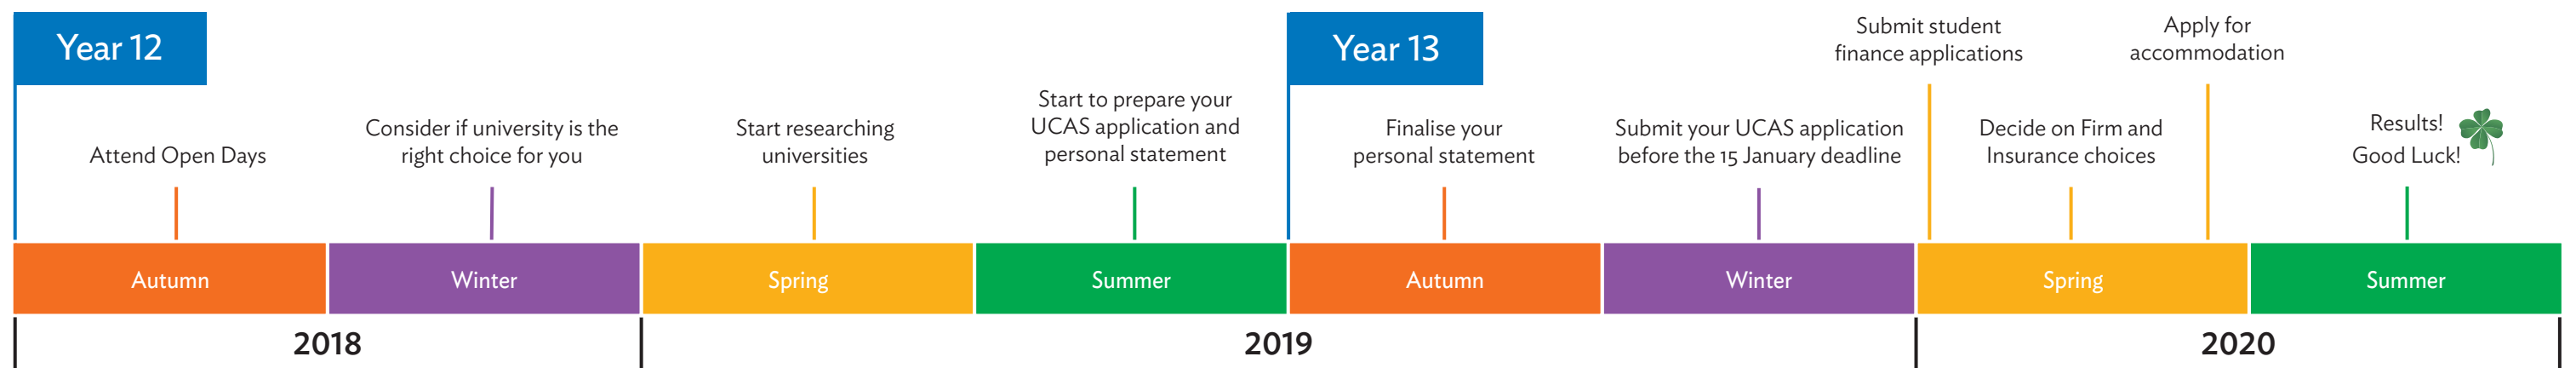 Year 12
Attend Open Days
Consider if university is the
right choice for you
Start researching
universities
Start to prepare your
UCAS application and
personal statement
Year 13
Finalise your
personal statement
Submit your UCAS application
before the 15 January deadline
Submit student
finance applications
Decide on Firm and
Insurance choices
Apply for
accommodation
Results!
Good Luck!
Autumn
Winter
Spring
Summer
Autumn
Winter
Spring
Summer
2018
2019
2020